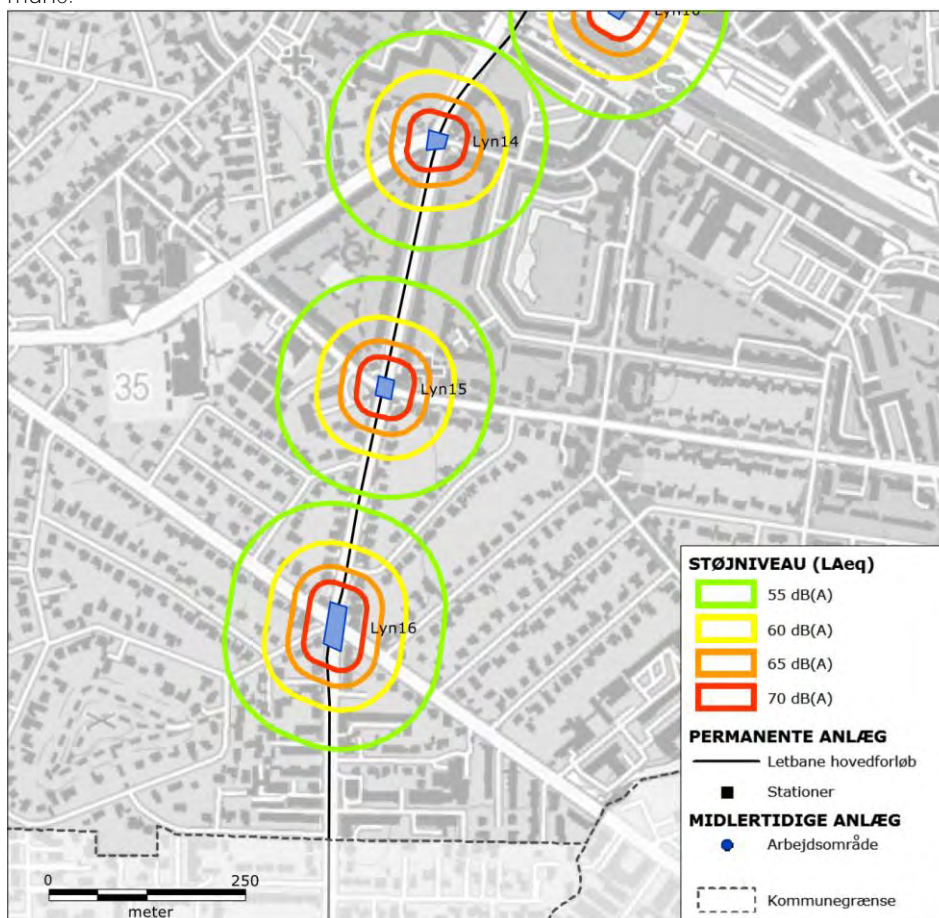 Lyn14
S
Lyn15
35
Lyn16
STØJNIVEAU (LAeq)
55 dB(A)
60 dB(A)
65 dB(A)
70 dB(A)
PERMANENTE ANLÆG
Letbane hovedforløb
Stationer
MIDLERTIDIGE ANLÆG
Arbejdsområde
Kommunegrænse
0 250
meter